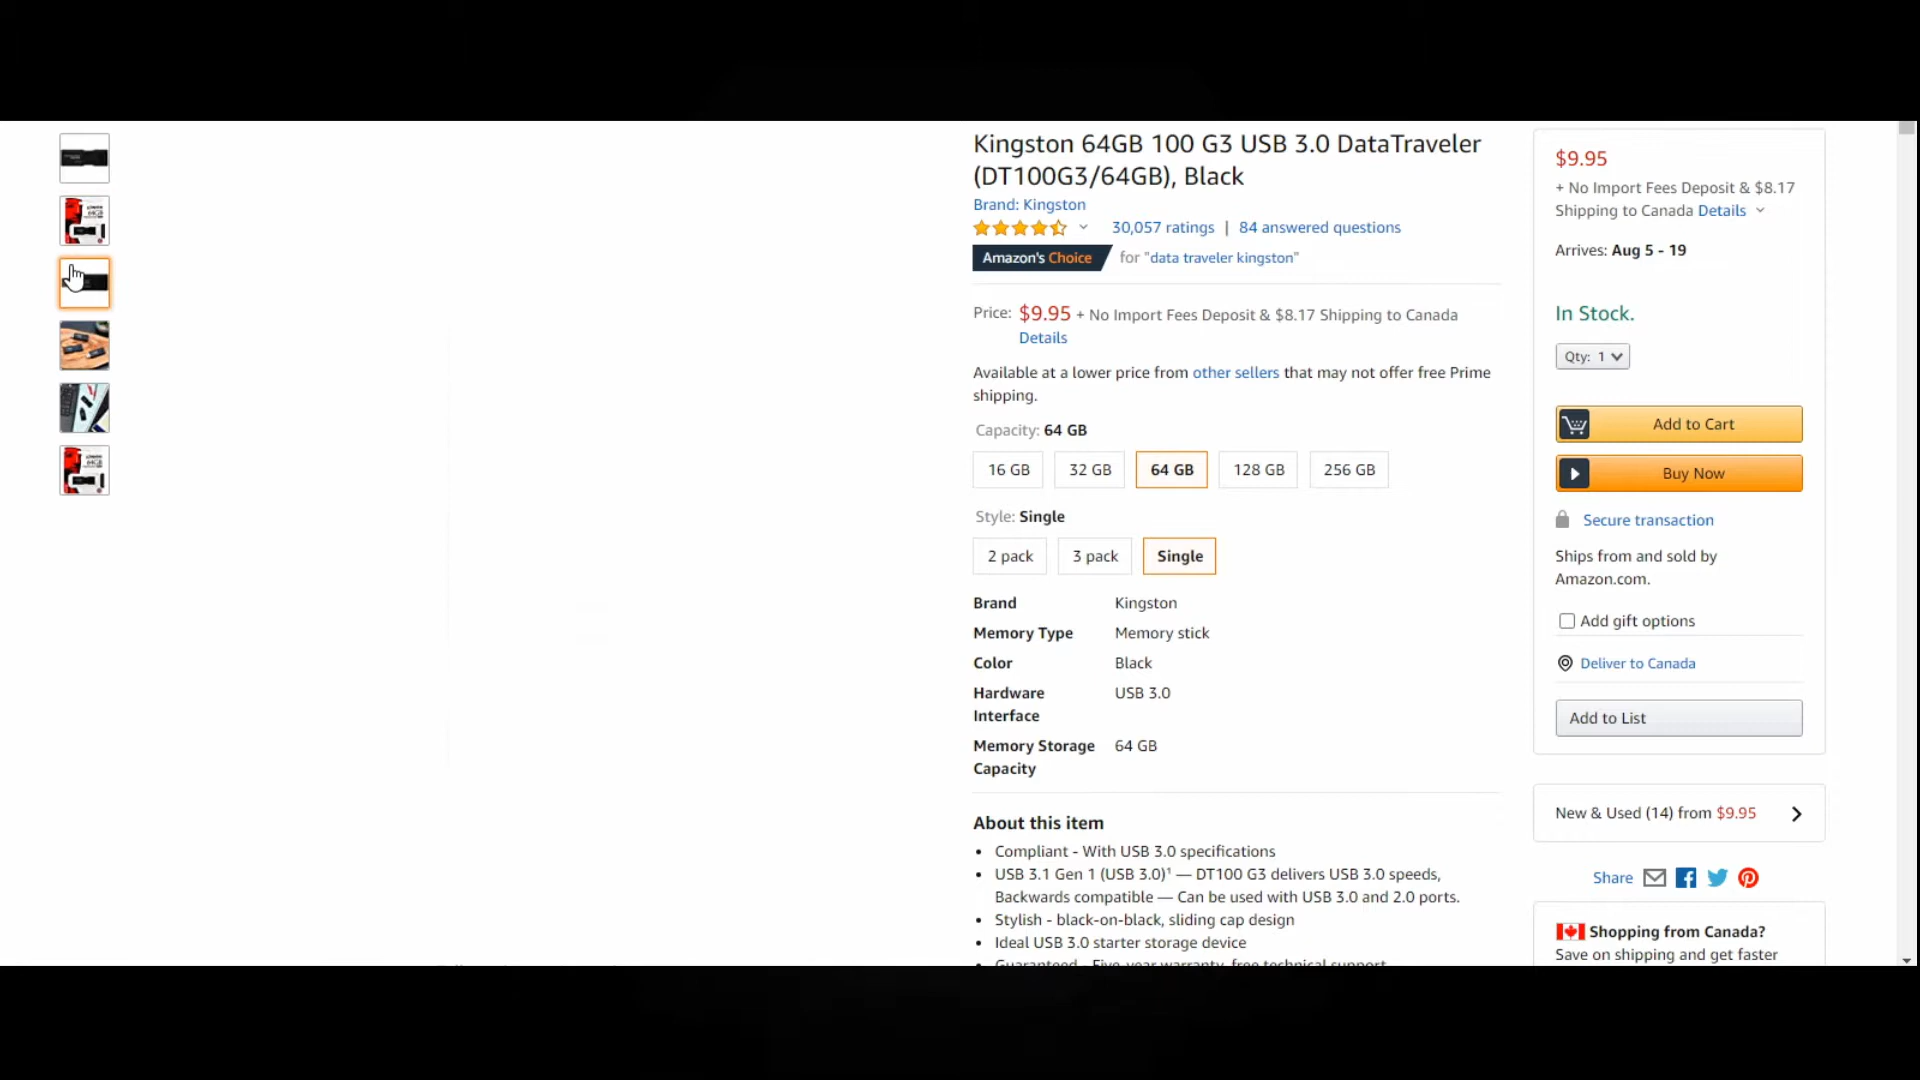 Kingston 64GB 100 G3 USB 3.0 DataTraveler
(DT100G3/64GB), Black
Brand: Kingston
30,057 ratings | 84 answered questions
Amazon's Choice for "data traveler kingston"
Price: $9.95 + No Import Fees Deposit & $8.17 Shipping to Canada
Details
Available at a lower price from other sellers that may not offer free Prime
shipping.
Capacity: 64 GB
16 GB 32 GB 64 GB 128 GB 256 GB
Style: Single
2 pack 3 pack Single
Brand Kingston
Memory Type Memory stick
Color Black
Hardware USB 3.0
Interface
Memory Storage 64 GB
Capacity
About this item
• Compliant - With USB 3.0 specifications
• USB 3.1 Gen 1 (USB 3.0)¹ — DT100 G3 delivers USB 3.0 speeds,
Backwards compatible — Can be used with USB 3.0 and 2.0 ports.
• Stylish - black-on-black, sliding cap design
• Ideal USB 3.0 starter storage device
• Guaranteed - Five-year warranty, free technical support
$9.95
+ No Import Fees Deposit & $8.17
Shipping to Canada Details
Arrives: Aug 5 - 19
In Stock.
Qty: 1
Add to Cart
Buy Now
Secure transaction
Ships from and sold by
Amazon.com.
Add gift options
Deliver to Canada
Add to List
New & Used (14) from $9.95
Share
Shopping from Canada?
Save on shipping and get faster